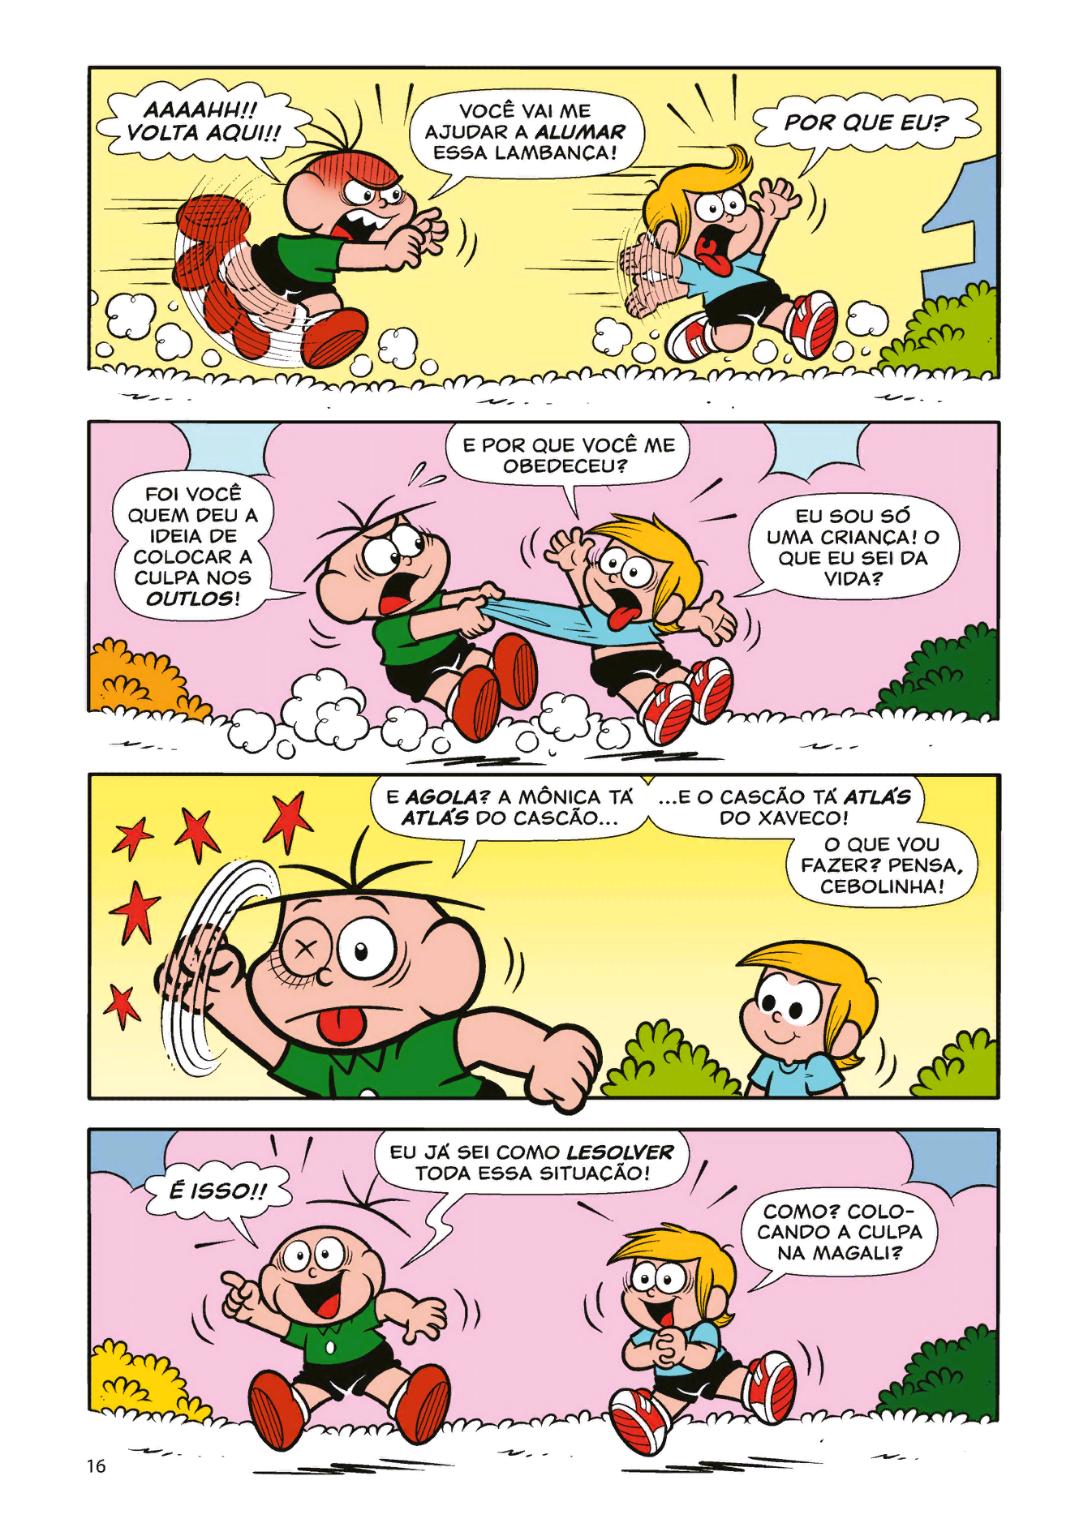 AAAAHH!!
VOLTA AQUI!!
VOCÊ VAI ME
AJUDAR A ALUMAR
ESSA LAMBANÇA!
POR QUE EU?
FOI VOCÊ
QUEM DEU A
IDEIA DE
COLOCAR A
CULPA NOS
OUTLOS!
E POR QUE VOCÊ ME
OBEDECEU?
EU SOU SÓ
UMA CRIANÇA! O
QUE EU SEI DA
VIDA?
E AGOLA? A MÔNICA TÁ
ATLÁS DO CASCÃO...
...E O CASCÃO TÁ ATLÁS
DO XAVECO!
O QUE VOU
FAZER? PENSA,
CEBOLINHA!
É ISSO!!
EU JÁ SEI COMO LESOLVER
TODA ESSA SITUAÇÃO!
COMO? COLO-
CANDO A CULPA
NA MAGALI?
16